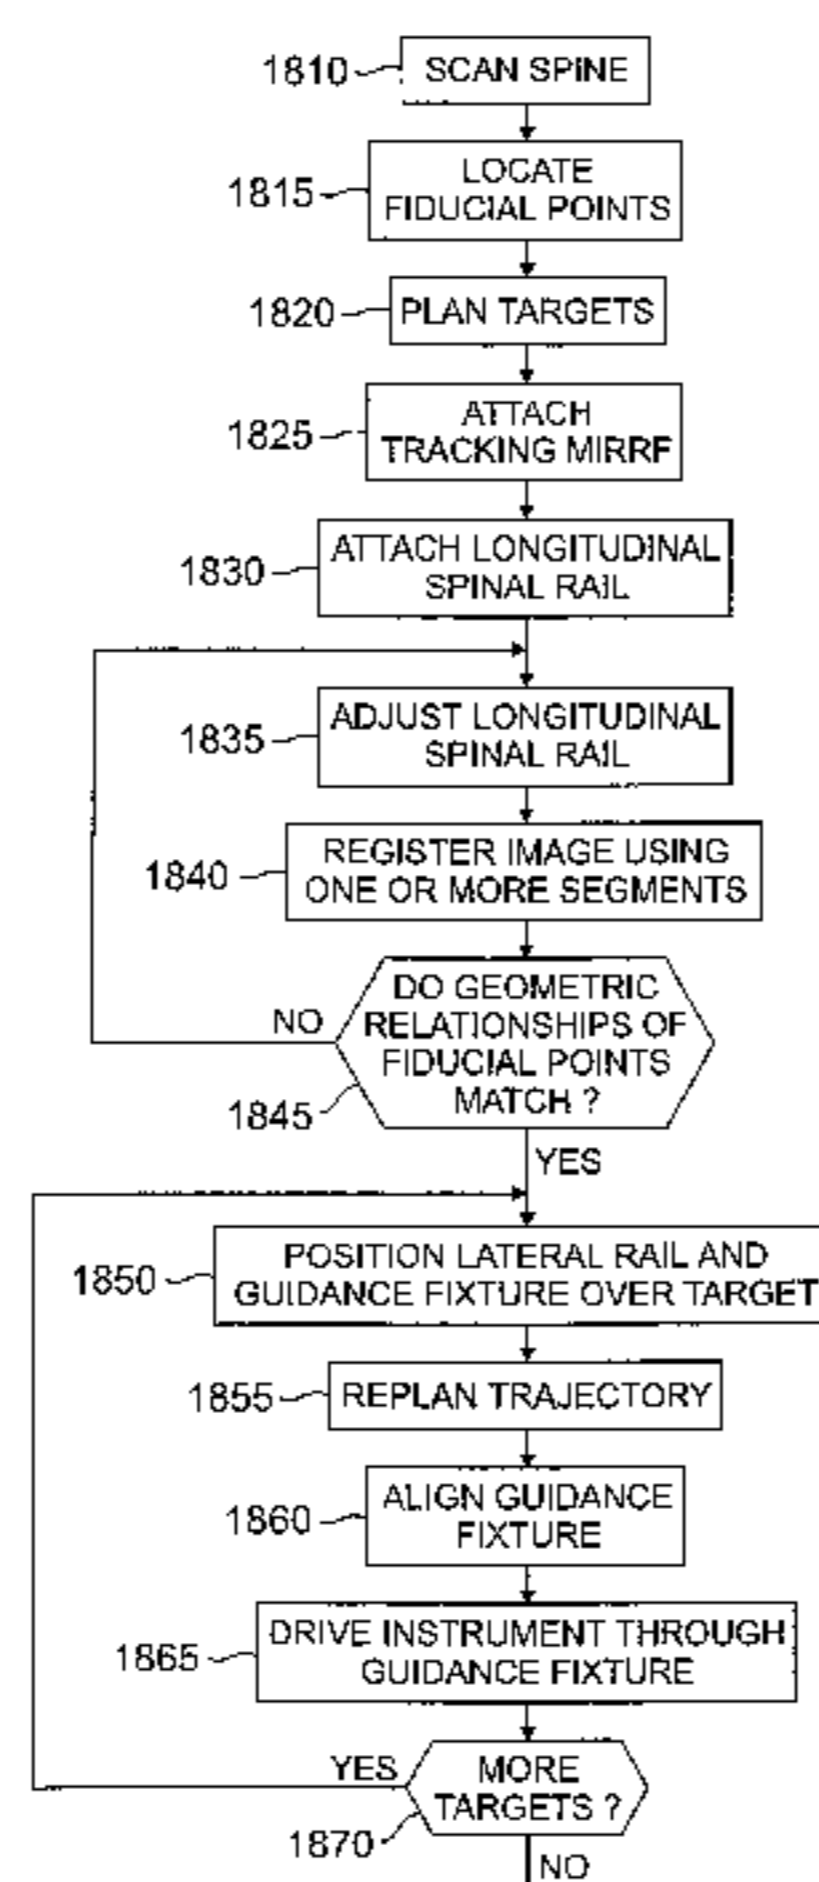 1810
SCAN SPINE
1815
LOCATE
FIDUCIAL POINTS
1820
PLAN TARGETS
1825
ATTACH
TRACKING MIRRF
1830
ATTACH LONGITUDINAL
SPINAL RAIL
1835
ADJUST LONGITUDINAL
SPINAL RAIL
1840
REGISTER IMAGE USING
ONE OR MORE SEGMENTS
NO
DO GEOMETRIC
RELATIONSHIPS OF
FIDUCIAL POINTS
MATCH ?
1845
YES
1850
POSITION LATERAL RAIL AND
GUIDANCE FIXTURE OVER TARGET
1855
REPLAN TRAJECTORY
1860
ALIGN GUIDANCE
FIXTURE
1865
DRIVE INSTRUMENT THROUGH
GUIDANCE FIXTURE
YES
MORE
TARGETS ?
1870
NO